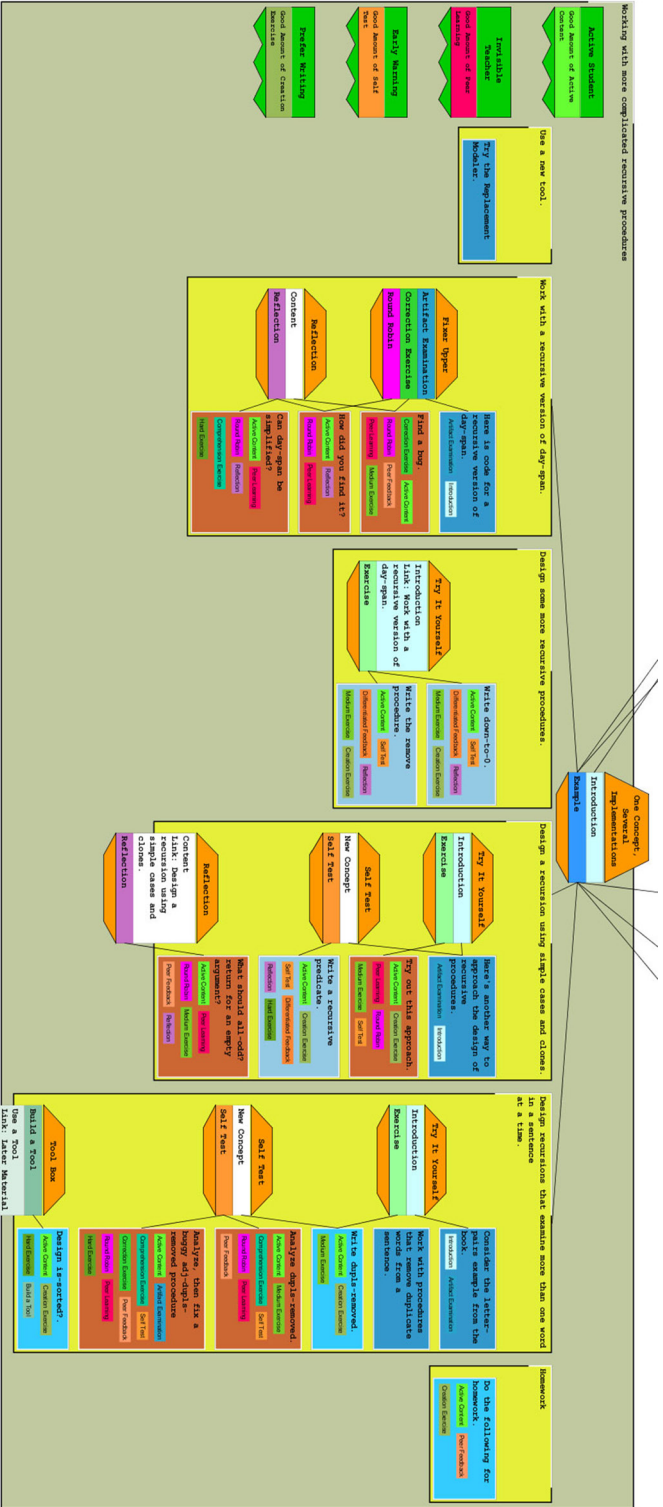 Working with more complicated recursive procedures
Active Student
Good Amount of Active
Content
Invisible
Teacher
Good Amount of Peer
Learning
Early Warning
Good Amount of Self
Test
Prefer Writing
Good Amount of Creation
Exercise
Use a new tool.
Try the Replacement
Modeler.
Work with a recursive version of day-span.
Fixer Upper
Artifact Examination
Correction Exercise
Round Robin
Reflection
Content
Reflection
Here is code for a
recursive version of
day-span.
Artifact Examination
Introduction
Find a bug.
Correction Exercise
Active Content
Round Robin
Peer Feedback
Peer Learning
Medium Exercise
How did you find it?
Active Content
Reflection
Round Robin
Peer Learning
Can day-span be
simplified?
Active Content
Peer Learning
Round Robin
Reflection
Comprehension Exercise
Hard Exercise
Design some more recursive procedures.
Try It Yourself
Introduction
Link: Work with a
recursive version of
day-span.
Exercise
Write down-to-0.
Active Content
Self Test
Differentiated Feedback
Reflection
Medium Exercise
Creation Exercise
Write the remove
procedure.
Active Content
Self Test
Differentiated Feedback
Reflection
Medium Exercise
Creation Exercise
One Concept,
Several
Implementations
Introduction
Example
Design a recursion using simple cases and clones.
Try It Yourself
Introduction
Exercise
Self Test
New Concept
Self Test
Reflection
Content
Link: Design a
recursion using
simple cases and
clones.
Reflection
Here's another way to
approach the design of
recursive
procedures.
Artifact Examination
Introduction
Try out this approach.
Active Content
Creation Exercise
Peer Learning
Round Robin
Medium Exercise
Self Test
Write a recursive
predicate.
Active Content
Creation Exercise
Self Test
Differentiated Feedback
Reflection
Hard Exercise
What should all-odd?
return for an empty
argument?
Active Content
Peer Learning
Round Robin
Medium Exercise
Peer Feedback
Reflection
Design recursions that examine more than one word
in a sentence
at a time.
Try It Yourself
Introduction
Exercise
Self Test
New Concept
Self Test
Tool Box
Build a Tool
Use a Tool
Link: Later Material
Consider the letter-
pairs example from the
book.
Introduction
Artifact Examination
Work with procedures
that remove duplicate
words from a
sentence.
Write dupls-removed.
Active Content
Creation Exercise
Medium Exercise
Analyze dupls-removed.
Active Content
Medium Exercise
Comprehension Exercise
Self Test
Round Robin
Peer Learning
Peer Feedback
Analyze, then fix a
buggy adj-dupls-
removed procedure
Active Content
Artifact Examination
Comprehension Exercise
Self Test
Correction Exercise
Peer Feedback
Round Robin
Peer Learning
Hard Exercise
Design is-sorted?.
Active Content
Creation Exercise
Hard Exercise
Build a Tool
Homework
Do the following for
homework.
Active Content
Peer Feedback
Creation Exercise